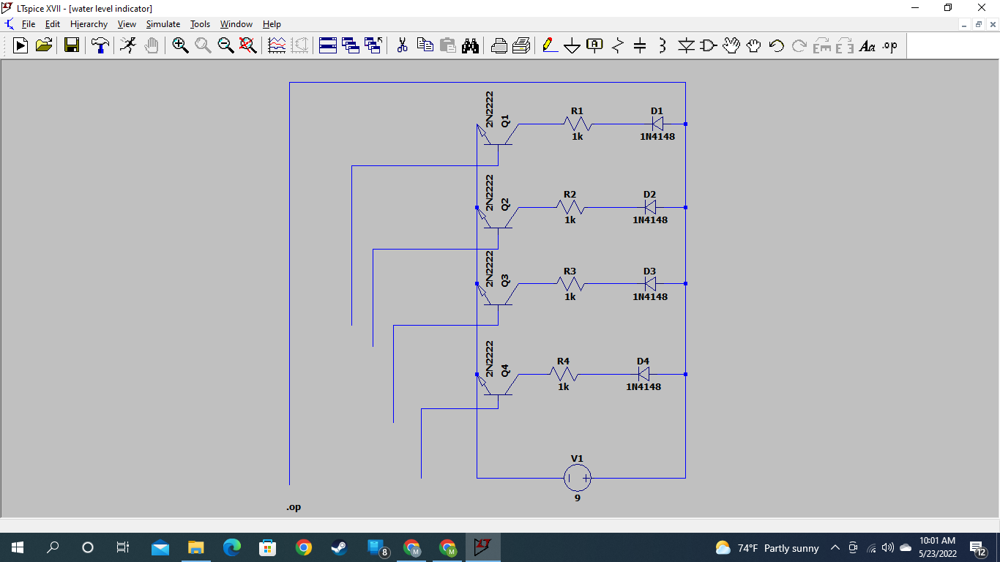 LTspice XVII - [water level indicator]
File Edit Hierarchy View Simulate Tools Window Help
Aa .op
2N2222
Q1
R1
1k
D1
1N4148
2N2222
Q2
R2
1k
D2
1N4148
2N2222
Q3
R3
1k
D3
1N4148
2N2222
Q4
R4
1k
D4
1N4148
V1
9
.op
8
M
M
74°F Partly sunny
10:01 AM
5/23/2022
12